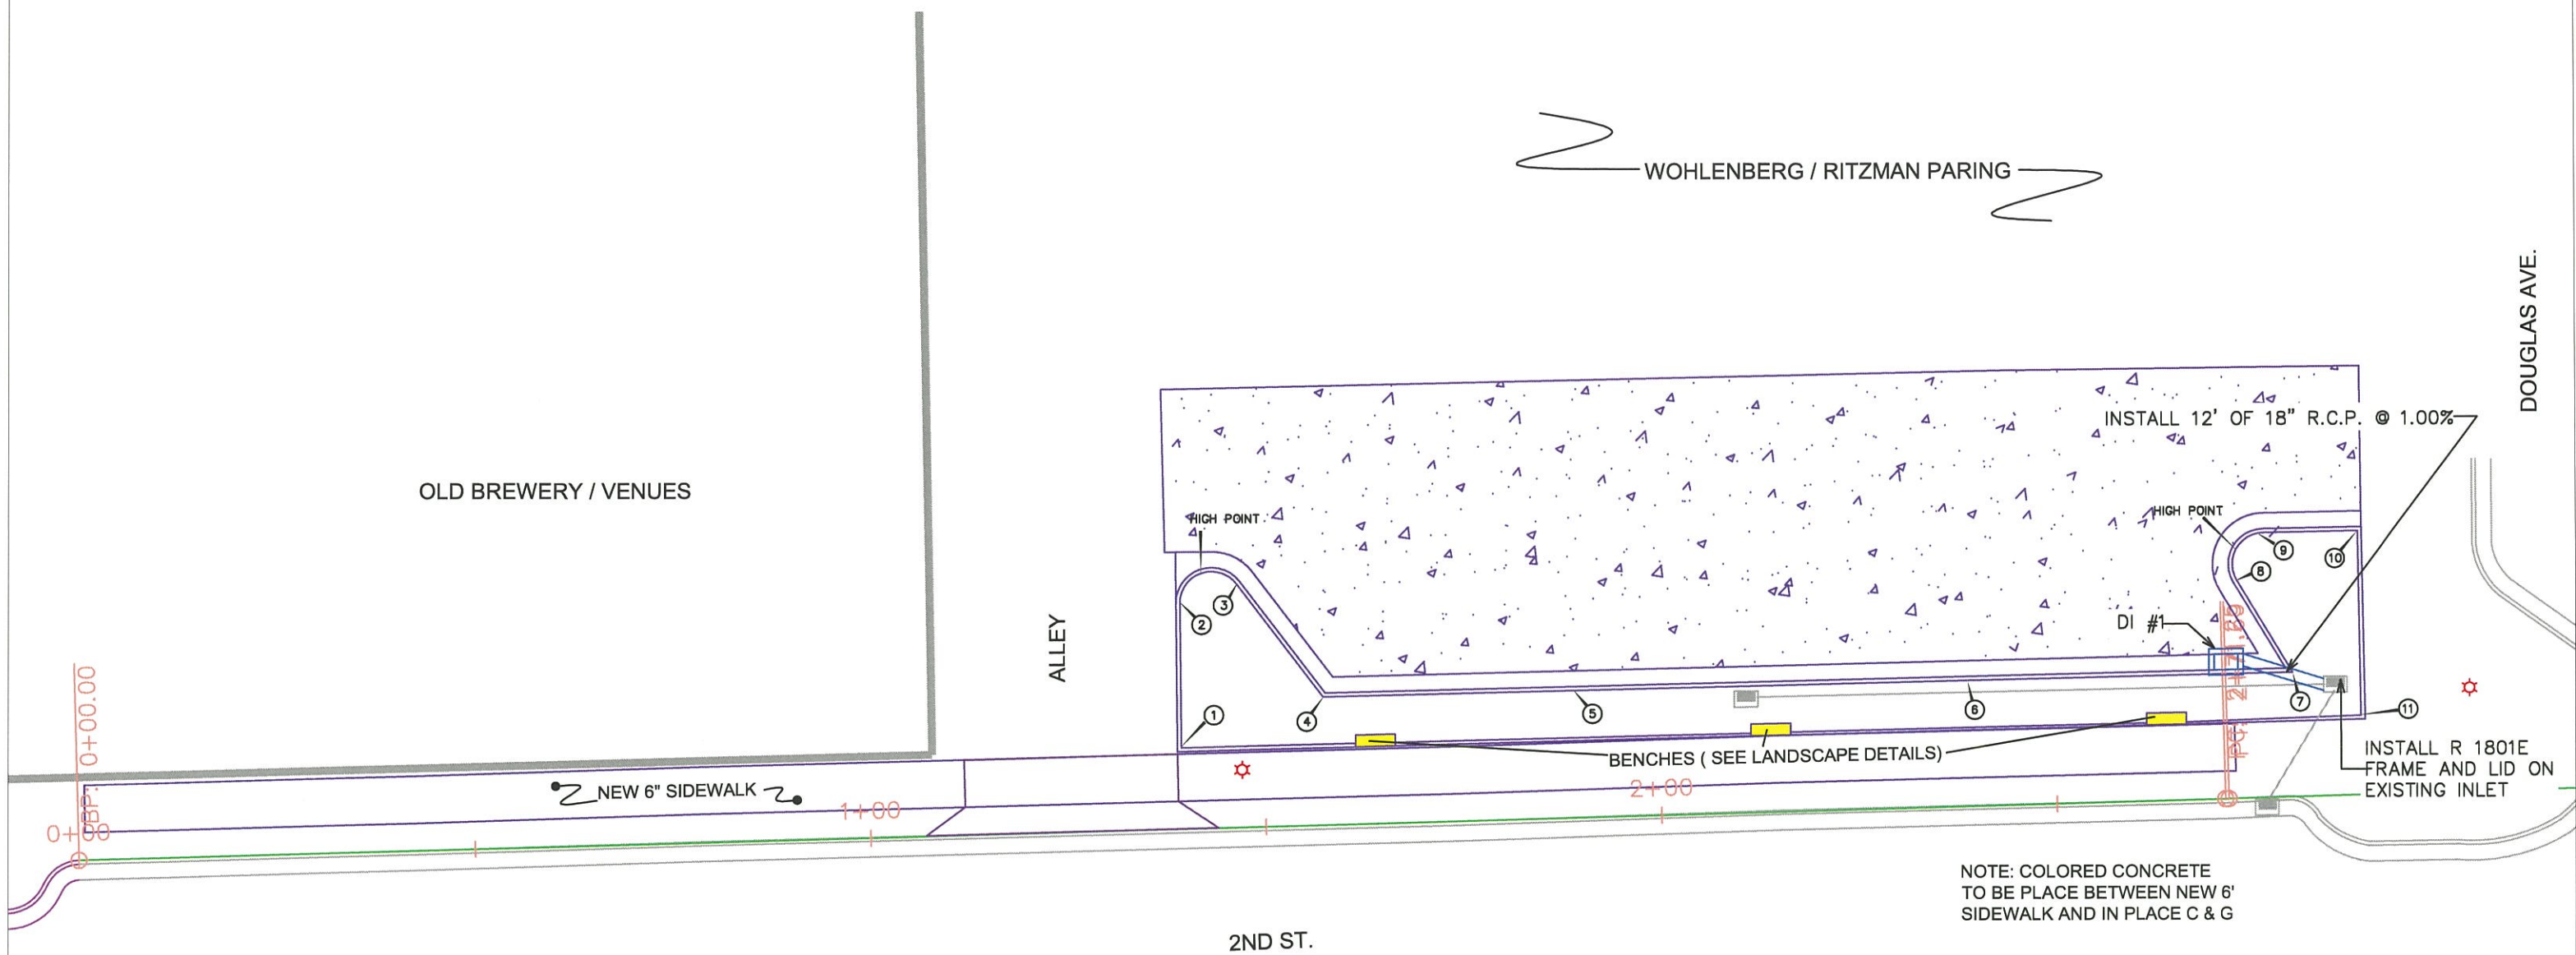 WOHLENBERG / RITZMAN PARING
DOUGLAS AVE.
INSTALL 12' OF 18" R.C.P. @ 1.00%
OLD BREWERY / VENUES
HIGH POINT
HIGH POINT
9
10
8
3
2
DI #1
ALLEY
1
4
5
6
7
11
BENCHES ( SEE LANDSCAPE DETAILS)
INSTALL R 1801E
FRAME AND LID ON
EXISTING INLET
BP: 0+00.00
NEW 6" SIDEWALK
0+00
1+00
2+00
NOTE: COLORED CONCRETE
TO BE PLACE BETWEEN NEW 6'
SIDEWALK AND IN PLACE C & G
2ND ST.